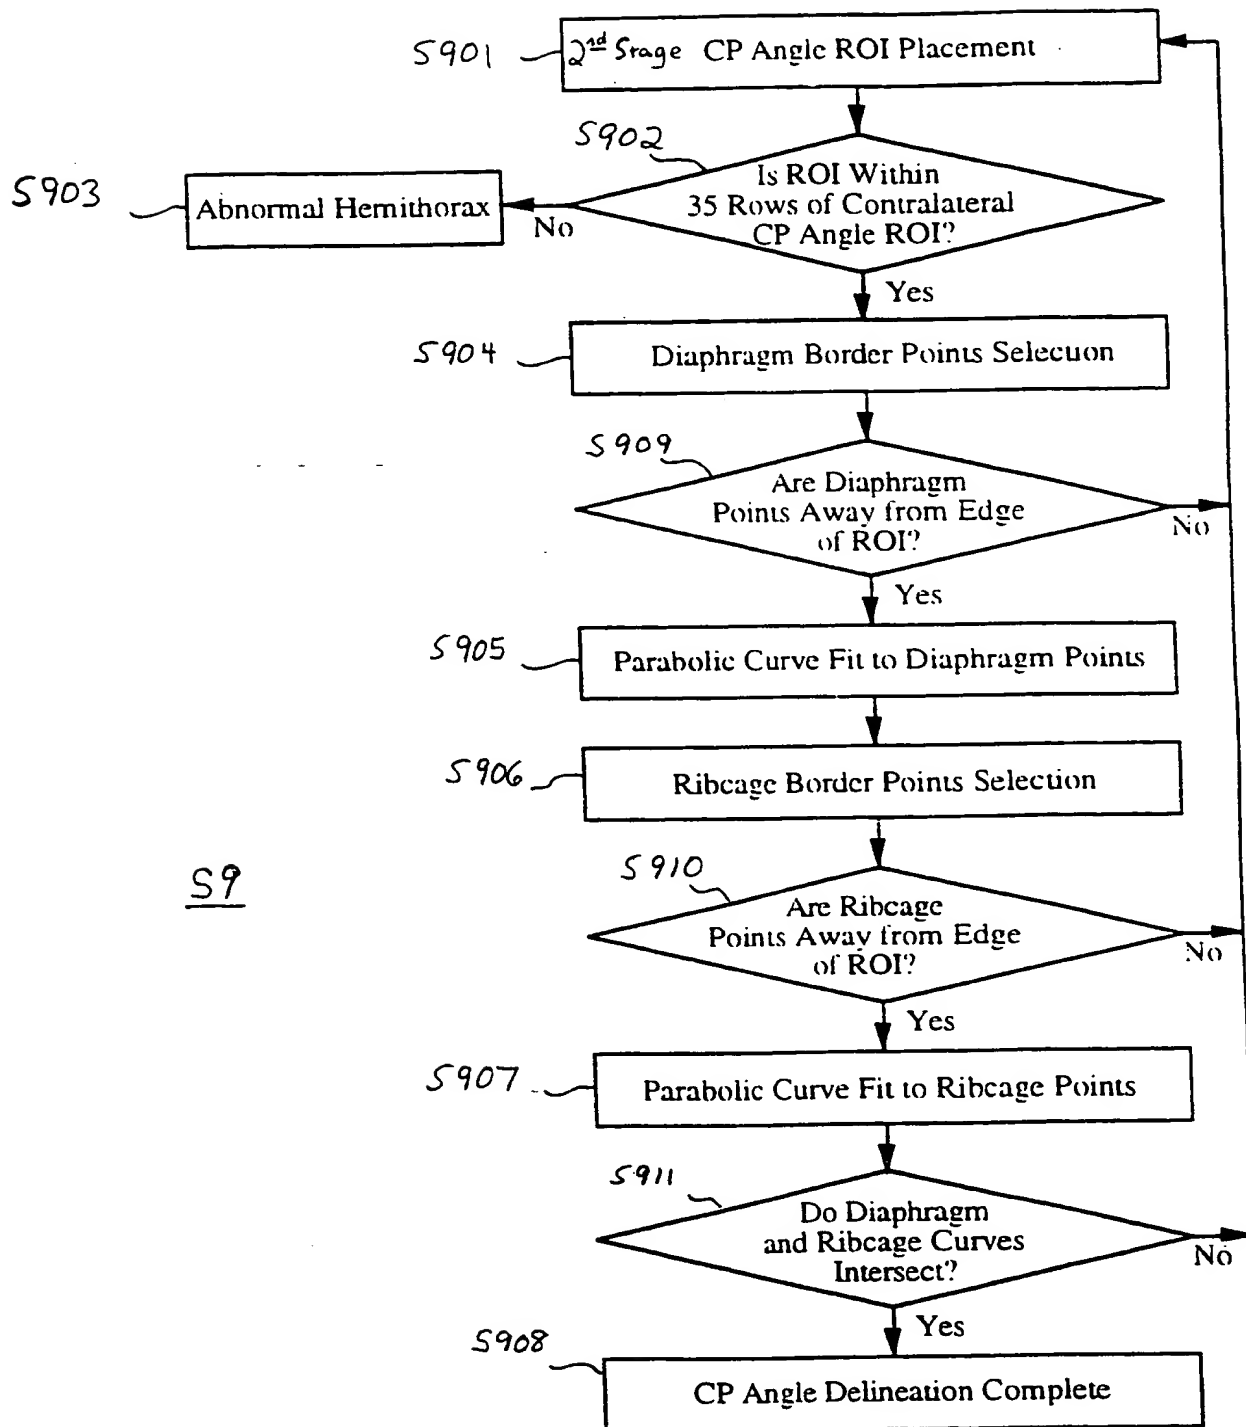 S901
2nd Stage CP Angle ROI Placement
S902
Is ROI Within
35 Rows of Contralateral
CP Angle ROI?
S903
Abnormal Hemithorax
No
Yes
S904
Diaphragm Border Points Selection
S909
Are Diaphragm
Points Away from Edge
of ROI?
No
Yes
S905
Parabolic Curve Fit to Diaphragm Points
S906
Ribcage Border Points Selection
S9
S910
Are Ribcage
Points Away from Edge
of ROI?
No
Yes
S907
Parabolic Curve Fit to Ribcage Points
S911
Do Diaphragm
and Ribcage Curves
Intersect?
No
Yes
S908
CP Angle Delineation Complete